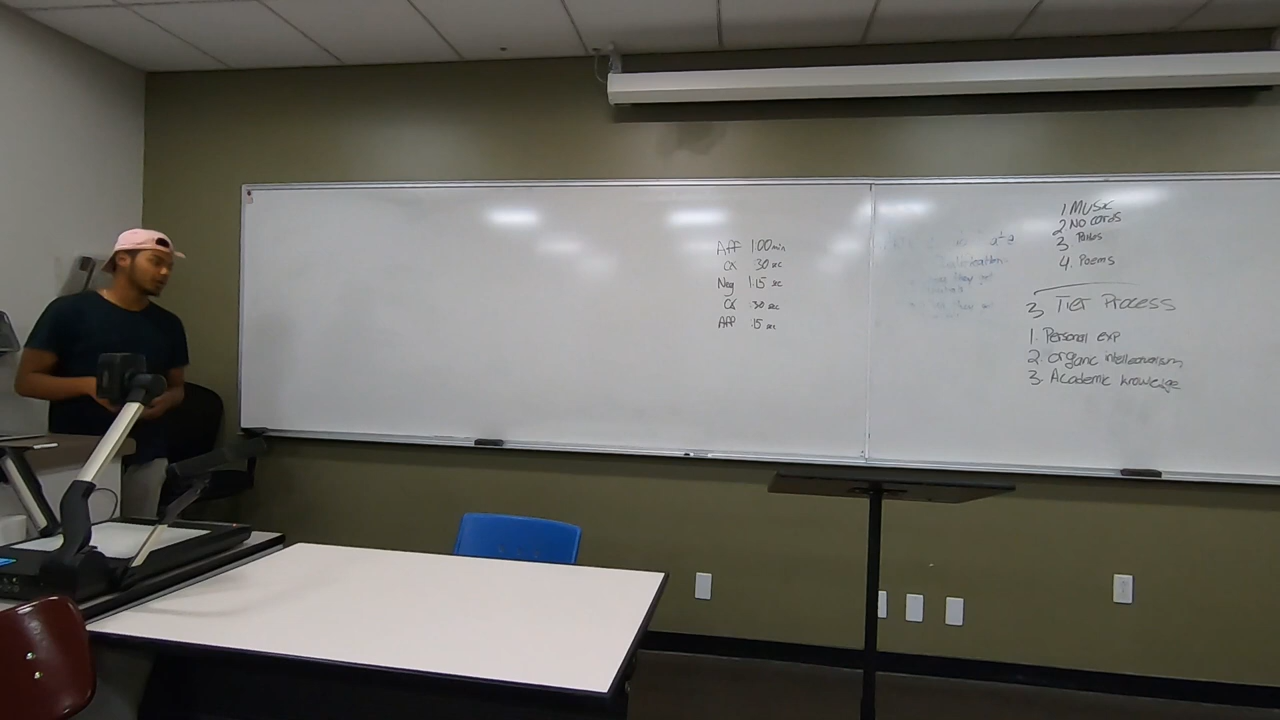 Aff 1:00 min
CX :30 sec
Neg 1:15 sec
CX :30 sec
Aff :15 sec
1 Music
2 No cards
3
4. Poems
3 Tier Process
1. Personal exp
2. organic intellectualism
3. Academic knowledge